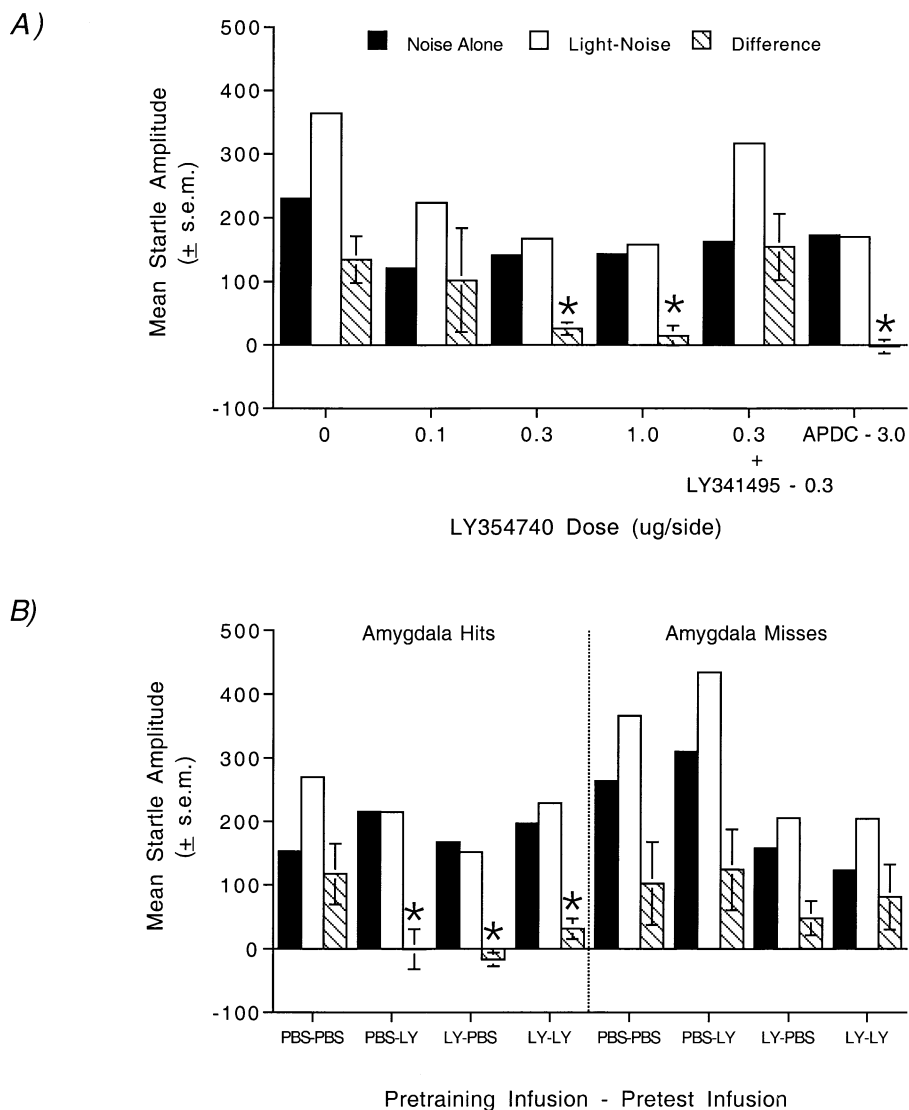 A)
500
400
300
200
100
0
-100
Mean Startle Amplitude
(± s.e.m.)
Noise Alone Light-Noise Difference
* * *
0 0.1 0.3 1.0 0.3 APDC - 3.0
+
LY341495 - 0.3
LY354740 Dose (ug/side)
B)
500
400
300
200
100
0
-100
Mean Startle Amplitude
(± s.e.m.)
Amygdala Hits Amygdala Misses
* * *
PBS-PBS PBS-LY LY-PBS LY-LY PBS-PBS PBS-LY LY-PBS LY-LY
Pretraining Infusion - Pretest Infusion